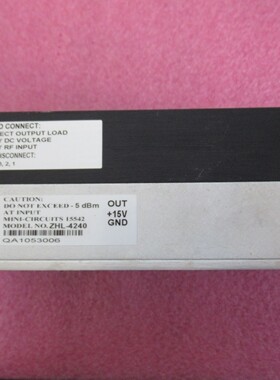 CONNECT:
ECT OUTPUT LOAD
DC VOLTAGE
RF INPUT
CONNECT:
, 2, 1
CAUTION:
DO NOT EXCEED - 5 dBm
AT INPUT
MINI-CIRCUITS 15542
MODEL NO. ZHL-4240
QA1053006
OUT
+15V
GND